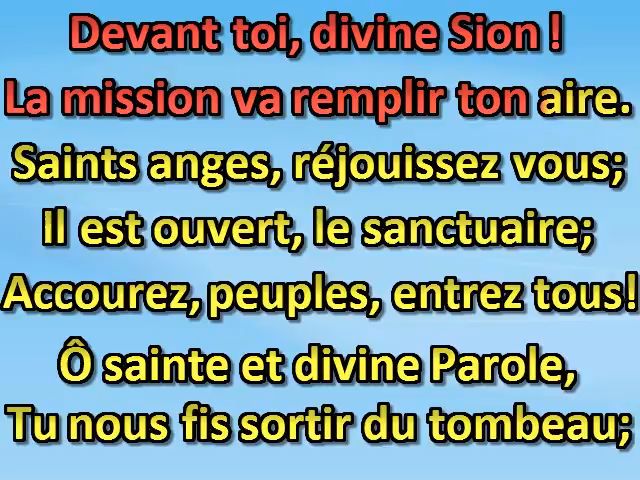 Devant toi, divine Sion !
La mission va remplir ton aire.
Saints anges, réjouissez vous;
Il est ouvert, le sanctuaire;
Accourez, peuples, entrez tous!
Ô sainte et divine Parole,
Tu nous fis sortir du tombeau;